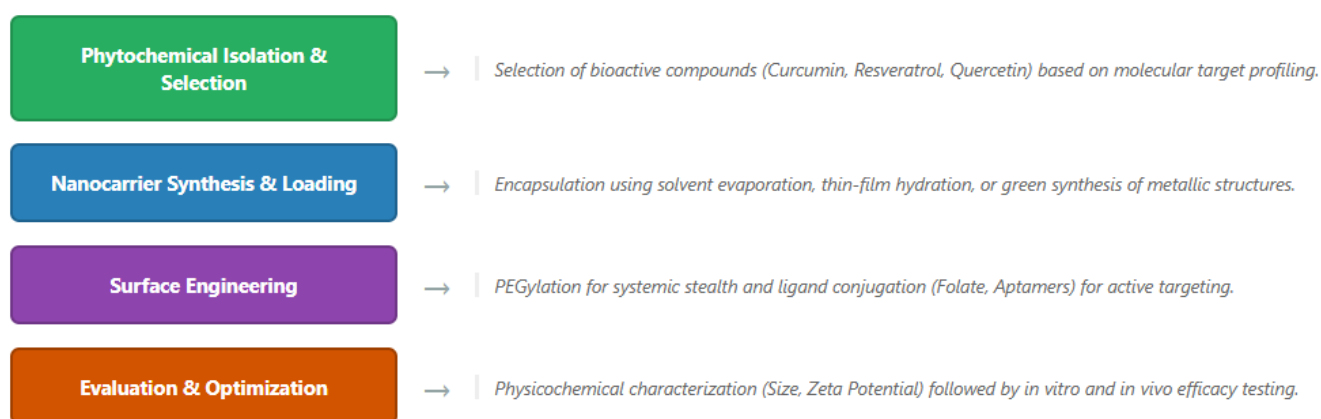 Phytochemical Isolation &
Selection
→ Selection of bioactive compounds (Curcumin, Resveratrol, Quercetin) based on molecular target profiling.
Nanocarrier Synthesis & Loading
→ Encapsulation using solvent evaporation, thin-film hydration, or green synthesis of metallic structures.
Surface Engineering
→ PEGylation for systemic stealth and ligand conjugation (Folate, Aptamers) for active targeting.
Evaluation & Optimization
→ Physicochemical characterization (Size, Zeta Potential) followed by in vitro and in vivo efficacy testing.